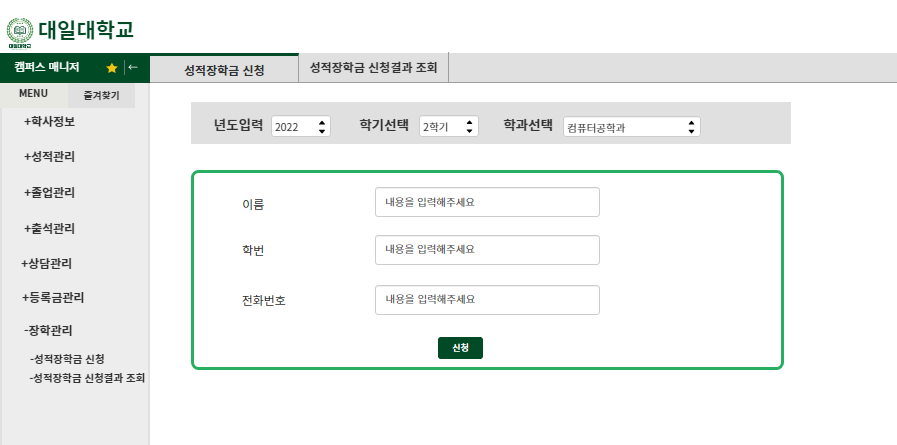 대일대학교
대일대학교
캠퍼스 매니저 ★ | ←
성적장학금 신청
성적장학금 신청결과 조회
MENU
즐겨찾기
+학사정보
+성적관리
+졸업관리
+출석관리
+상담관리
+등록금관리
-장학관리
-성적장학금 신청
-성적장학금 신청결과 조회
년도입력 2022 학기선택 2학기 학과선택 컴퓨터공학과
이름 내용을 입력해주세요
학번 내용을 입력해주세요
전화번호 내용을 입력해주세요
신청